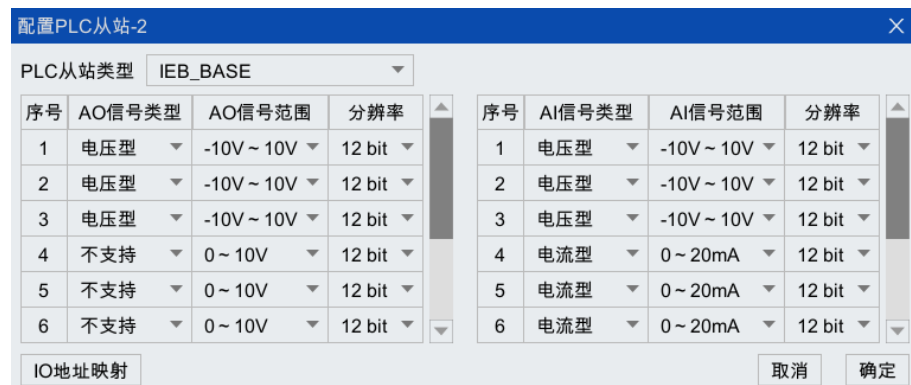 配置PLC从站-2
PLC从站类型 IEB_BASE
序号 AO信号类型 AO信号范围 分辨率 序号 AI信号类型 AI信号范围 分辨率
1 电压型 -10V ~ 10V 12 bit 1 电压型 -10V ~ 10V 12 bit
2 电压型 -10V ~ 10V 12 bit 2 电压型 -10V ~ 10V 12 bit
3 电压型 -10V ~ 10V 12 bit 3 电压型 -10V ~ 10V 12 bit
4 不支持 0 ~ 10V 12 bit 4 电流型 0 ~ 20mA 12 bit
5 不支持 0 ~ 10V 12 bit 5 电流型 0 ~ 20mA 12 bit
6 不支持 0 ~ 10V 12 bit 6 电流型 0 ~ 20mA 12 bit
IO地址映射 取消 确定